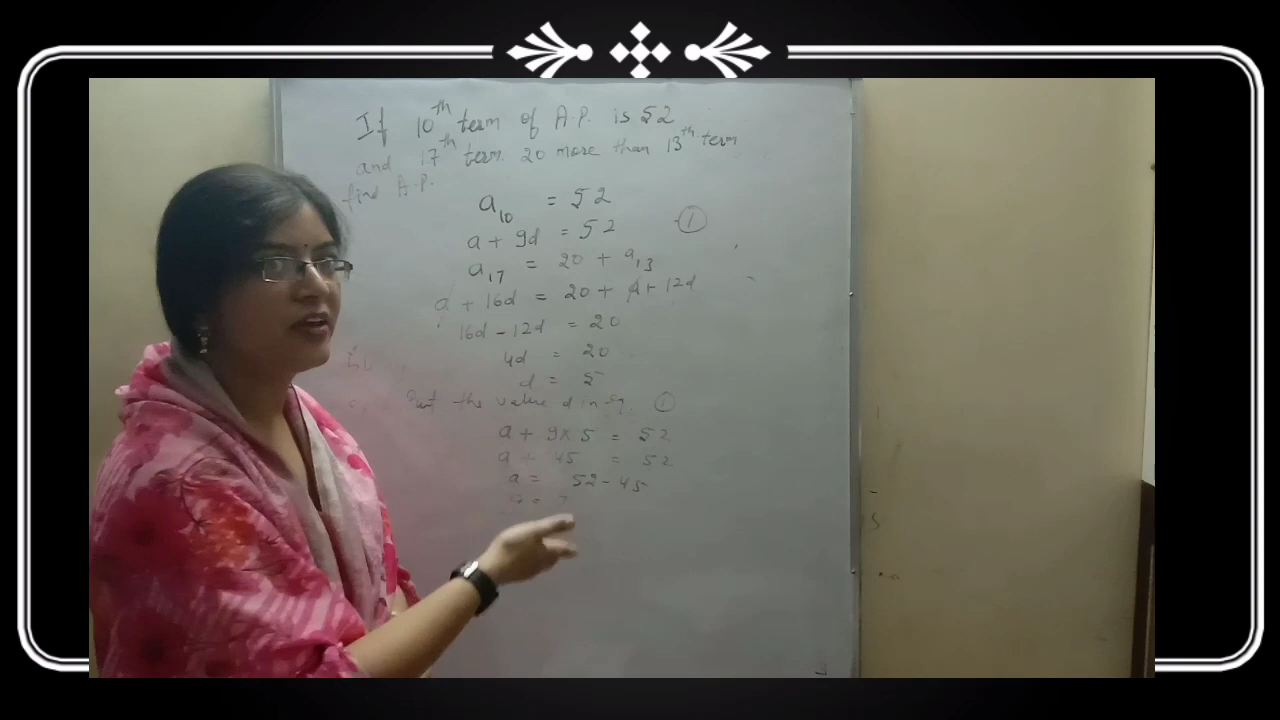 If 10th term of A.P. is 52
and 17th term 20 more than 13th term
find A.P.
a10 = 52
a + 9d = 52 ①
a17 = 20 + a13
a + 16d = 20 + a + 12d
16d - 12d = 20
4d = 20
d = 5
Put the value d in eq. ①
a + 9 × 5 = 52
a + 45 = 52
a = 52 - 45
a = 7